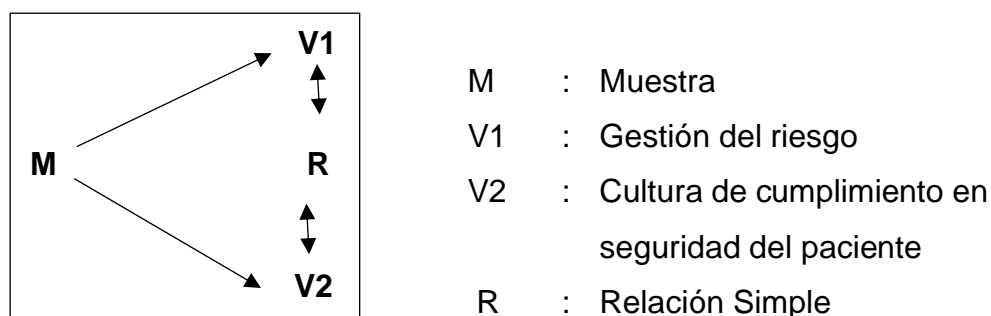 V1
M
R
V2
M : Muestra
V1 : Gestión del riesgo
V2 : Cultura de cumplimiento en
seguridad del paciente
R : Relación Simple